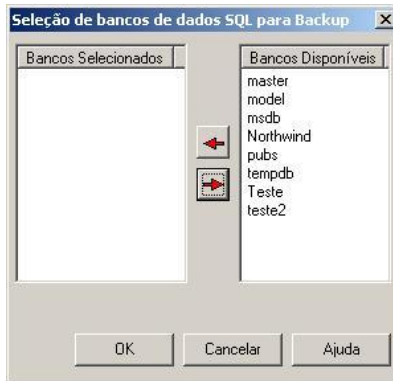 Seleção de bancos de dados SQL para Backup
Bancos Selecionados
Bancos Disponíveis
master
model
msdb
Northwind
pubs
tempdb
Teste
teste2
OK
Cancelar
Ajuda